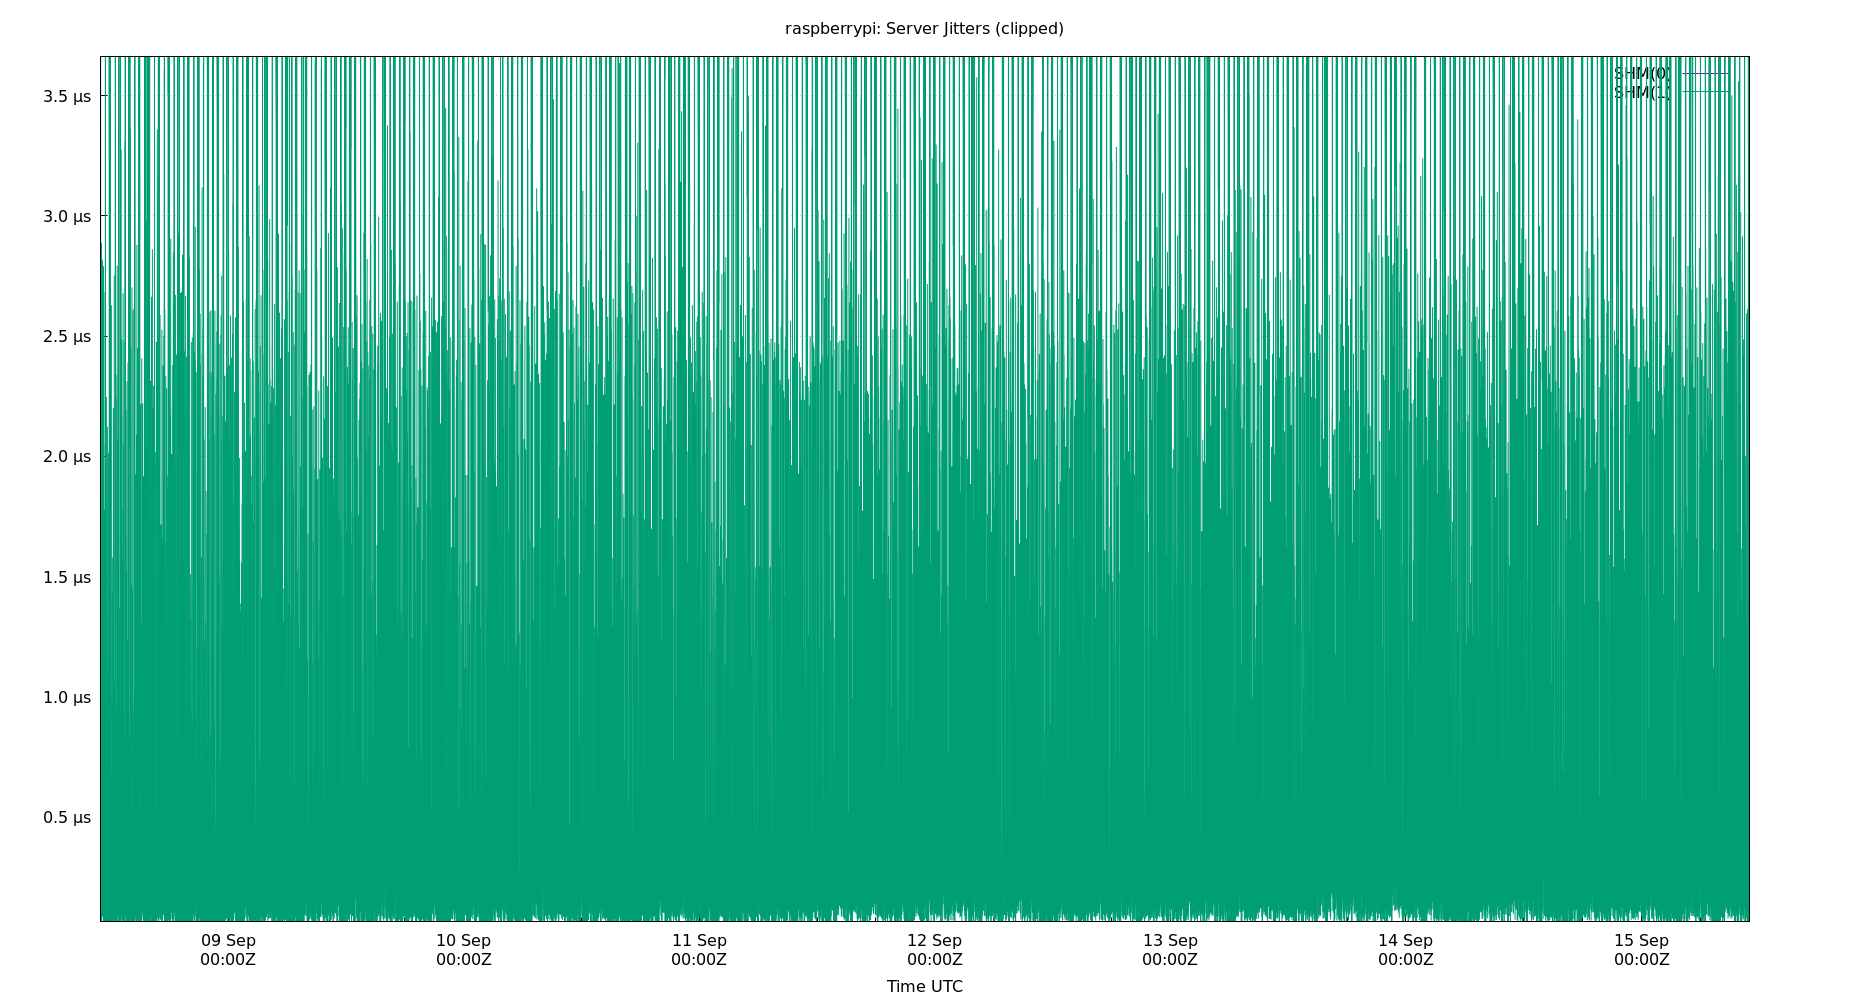 raspberrypi: Server Jitters (clipped)
SHM(0)
SHM(1)
3.5 µs
3.0 µs
2.5 µs
2.0 µs
1.5 µs
1.0 µs
0.5 µs
09 Sep 10 Sep 11 Sep 12 Sep 13 Sep 14 Sep 15 Sep
00:00Z 00:00Z 00:00Z 00:00Z 00:00Z 00:00Z 00:00Z
Time UTC